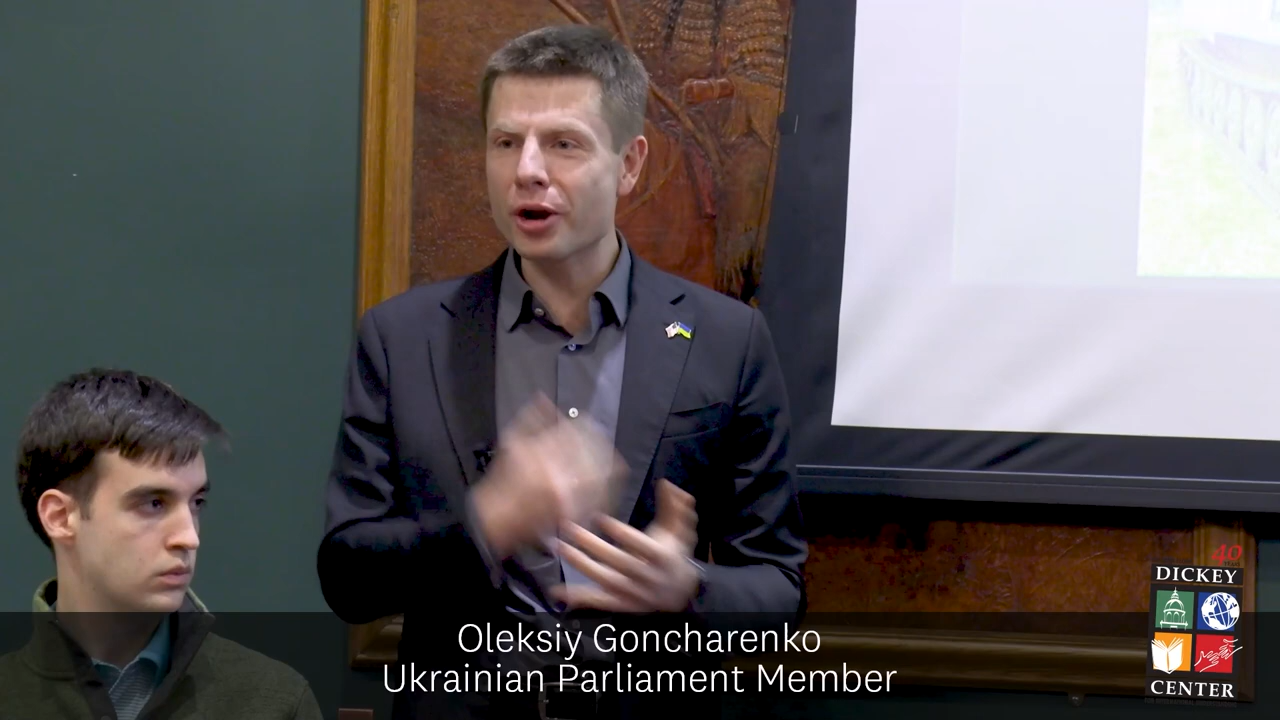 Oleksiy Goncharenko
Ukrainian Parliament Member
40
DICKEY
CENTER